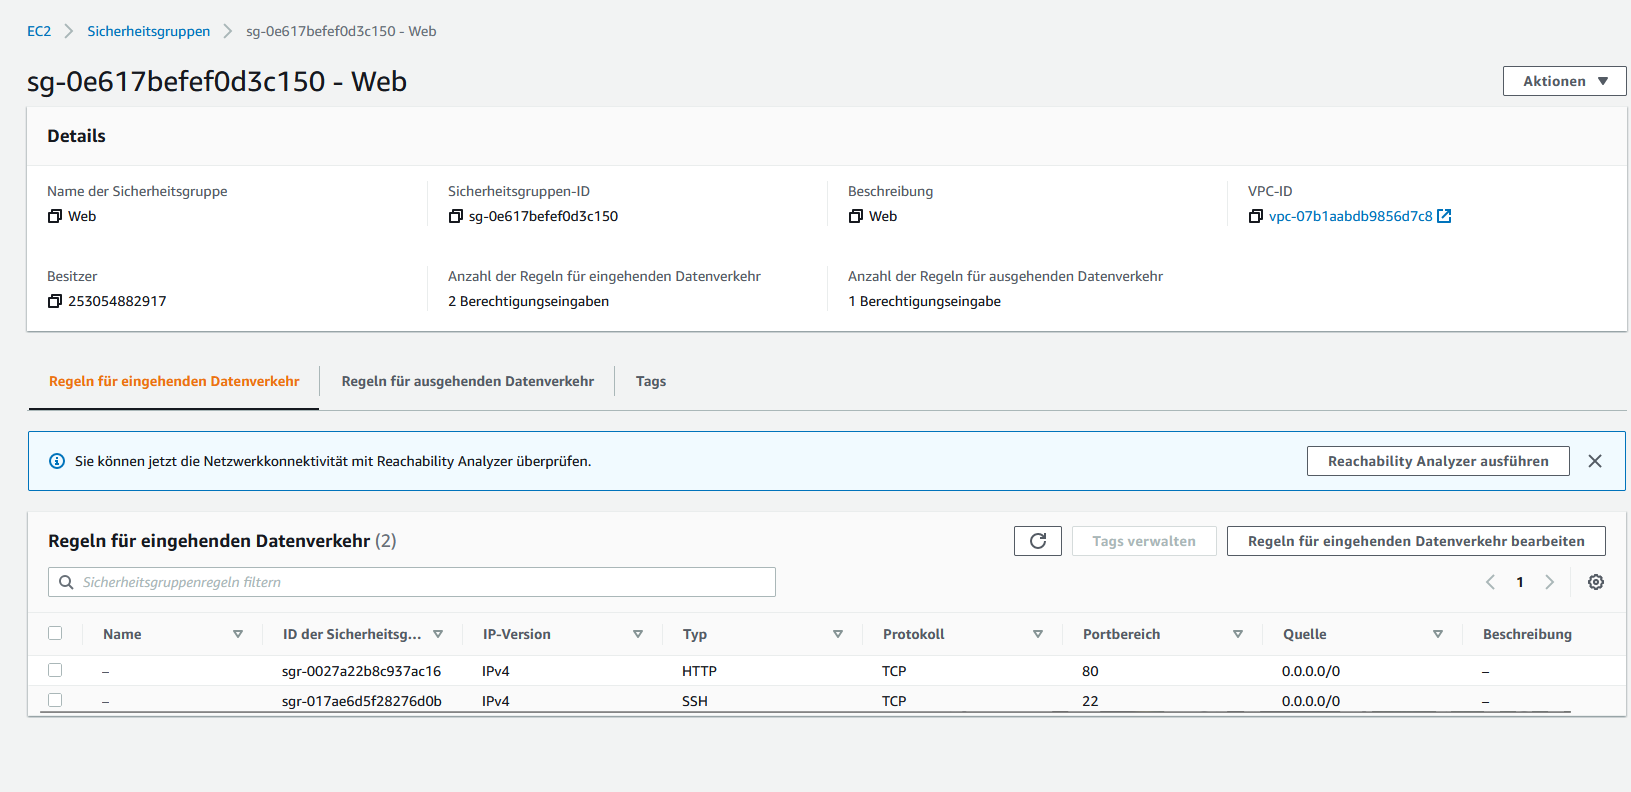 EC2 > Sicherheitsgruppen > sg-0e617befef0d3c150 - Web
sg-0e617befef0d3c150 - Web
Aktionen
Details
Name der Sicherheitsgruppe
Web
Sicherheitsgruppen-ID
sg-0e617befef0d3c150
Beschreibung
Web
VPC-ID
vpc-07b1aabdb9856d7c8
Besitzer
253054882917
Anzahl der Regeln für eingehenden Datenverkehr
2 Berechtigungseingaben
Anzahl der Regeln für ausgehenden Datenverkehr
1 Berechtigungseingabe
Regeln für eingehenden Datenverkehr
Regeln für ausgehenden Datenverkehr
Tags
Sie können jetzt die Netzwerkkonnektivität mit Reachability Analyzer überprüfen.
Reachability Analyzer ausführen
Regeln für eingehenden Datenverkehr (2)
Tags verwalten
Regeln für eingehenden Datenverkehr bearbeiten
Sicherheitsgruppenregeln filtern
1
Name ID der Sicherheitsg... IP-Version Typ Protokoll Portbereich Quelle Beschreibung
– sgr-0027a22b8c937ac16 IPv4 HTTP TCP 80 0.0.0.0/0 –
– sgr-017ae6d5f28276d0b IPv4 SSH TCP 22 0.0.0.0/0 –